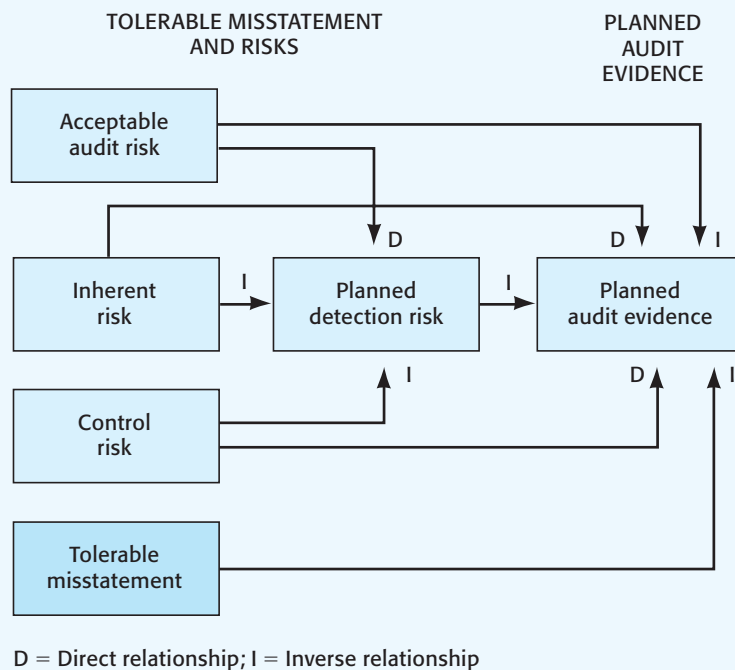 TOLERABLE MISSTATEMENT
AND RISKS
PLANNED
AUDIT
EVIDENCE
Acceptable
audit risk
D
D
I
Inherent
risk
I
Planned
detection risk
I
Planned
audit evidence
I
D
I
Control
risk
Tolerable
misstatement
D = Direct relationship; I = Inverse relationship